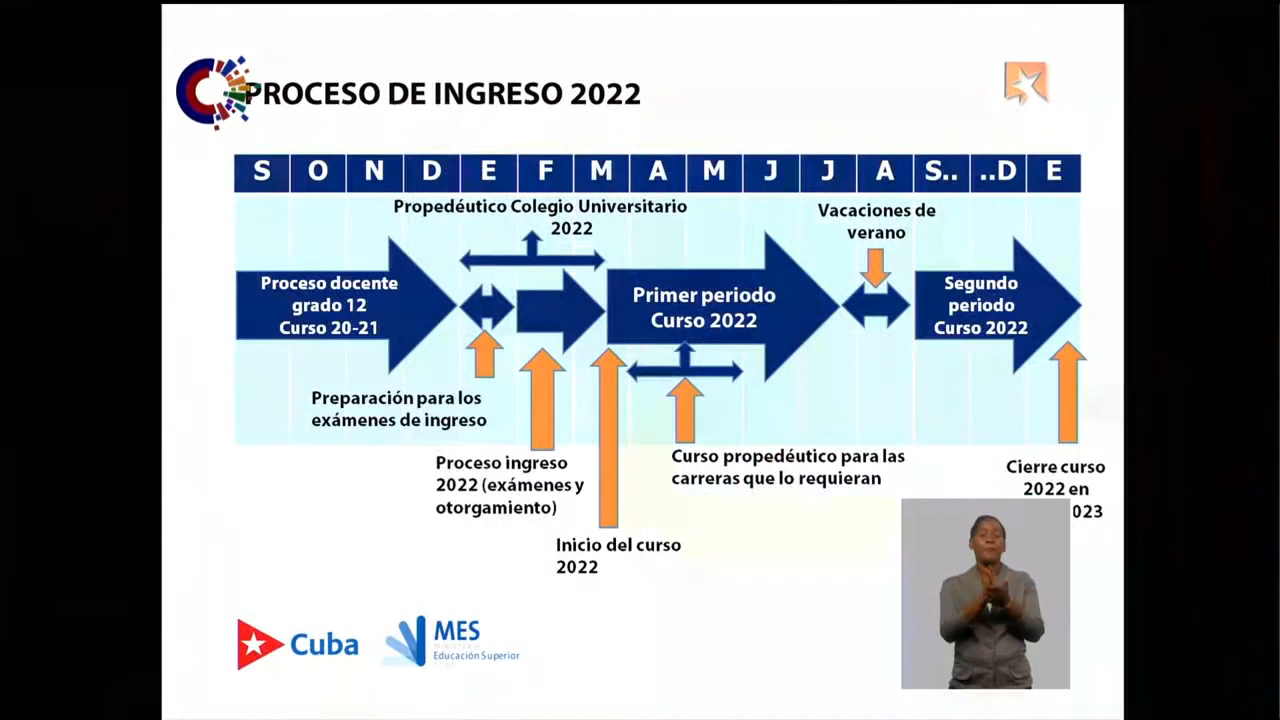 PROCESO DE INGRESO 2022
S O N D E F M A M J J A S.. ..D E
Propedéutico Colegio Universitario
2022
Vacaciones de
verano
Proceso docente
grado 12
Curso 20-21
Primer periodo
Curso 2022
Segundo
periodo
Curso 2022
Preparación para los
exámenes de ingreso
Proceso ingreso
2022 (exámenes y
otorgamiento)
Curso propedéutico para las
carreras que lo requieran
Cierre curso
2022 en
023
Inicio del curso
2022
Cuba
MES
MINISTERIO
Educación Superior